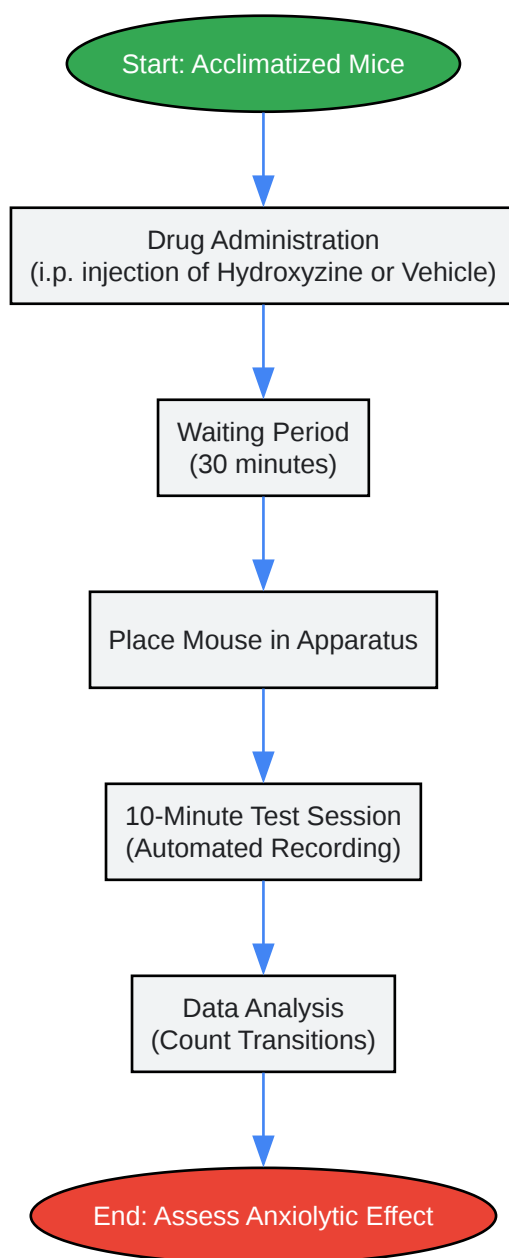 Start: Acclimatized Mice
Drug Administration
(i.p. injection of Hydroxyzine or Vehicle)
Waiting Period
(30 minutes)
Place Mouse in Apparatus
10-Minute Test Session
(Automated Recording)
Data Analysis
(Count Transitions)
End: Assess Anxiolytic Effect